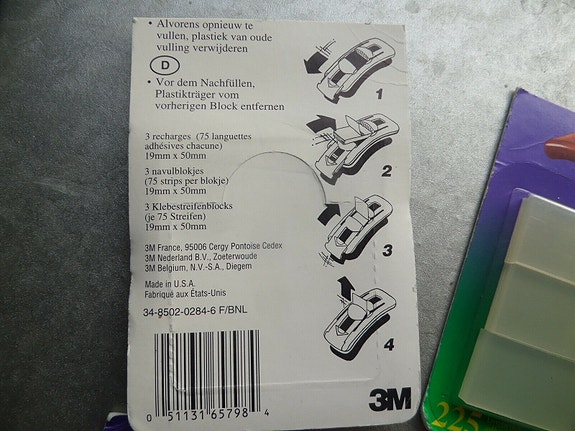 • Alvorens opnieuw te
vullen, plastiek van oude
vulling verwijderen
D
• Vor dem Nachfüllen,
Plastikträger vom
vorherigen Block entfernen
3 recharges (75 languettes
adhésives chacune)
19mm x 50mm
3 navulblokjes
(75 strips per blokje)
19mm x 50mm
3 Klebestreifenblocks
(je 75 Streifen)
19mm x 50mm
3M France, 95006 Cergy Pontoise Cedex
3M Nederland B.V., Zoeterwoude
3M Belgium, N.V.-S.A., Diegem
Made in U.S.A.
Fabriqué aux États-Unis
34-8502-0284-6 F/BNL
0 51131 65798 4
1
2
3
4
3M
225